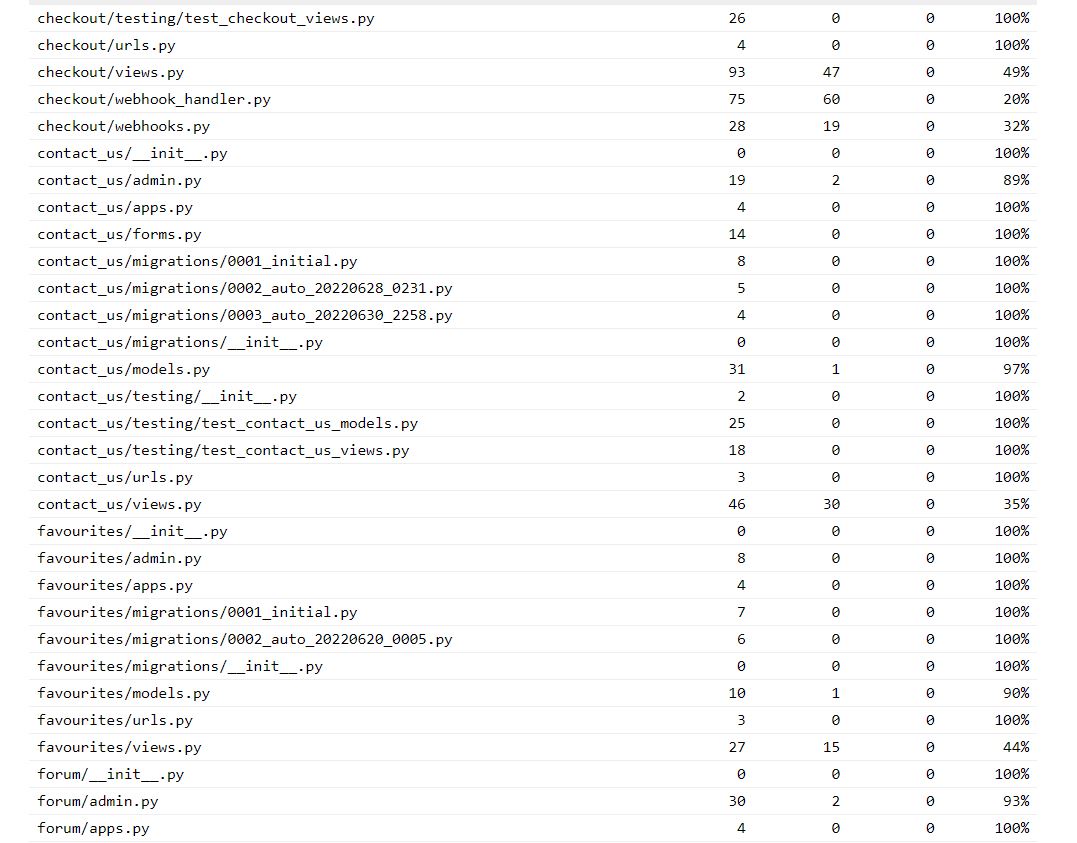 checkout/testing/test_checkout_views.py 26 0 0 100%
checkout/urls.py 4 0 0 100%
checkout/views.py 93 47 0 49%
checkout/webhook_handler.py 75 60 0 20%
checkout/webhooks.py 28 19 0 32%
contact_us/__init__.py 0 0 0 100%
contact_us/admin.py 19 2 0 89%
contact_us/apps.py 4 0 0 100%
contact_us/forms.py 14 0 0 100%
contact_us/migrations/0001_initial.py 8 0 0 100%
contact_us/migrations/0002_auto_20220628_0231.py 5 0 0 100%
contact_us/migrations/0003_auto_20220630_2258.py 4 0 0 100%
contact_us/migrations/__init__.py 0 0 0 100%
contact_us/models.py 31 1 0 97%
contact_us/testing/__init__.py 2 0 0 100%
contact_us/testing/test_contact_us_models.py 25 0 0 100%
contact_us/testing/test_contact_us_views.py 18 0 0 100%
contact_us/urls.py 3 0 0 100%
contact_us/views.py 46 30 0 35%
favourites/__init__.py 0 0 0 100%
favourites/admin.py 8 0 0 100%
favourites/apps.py 4 0 0 100%
favourites/migrations/0001_initial.py 7 0 0 100%
favourites/migrations/0002_auto_20220620_0005.py 6 0 0 100%
favourites/migrations/__init__.py 0 0 0 100%
favourites/models.py 10 1 0 90%
favourites/urls.py 3 0 0 100%
favourites/views.py 27 15 0 44%
forum/__init__.py 0 0 0 100%
forum/admin.py 30 2 0 93%
forum/apps.py 4 0 0 100%